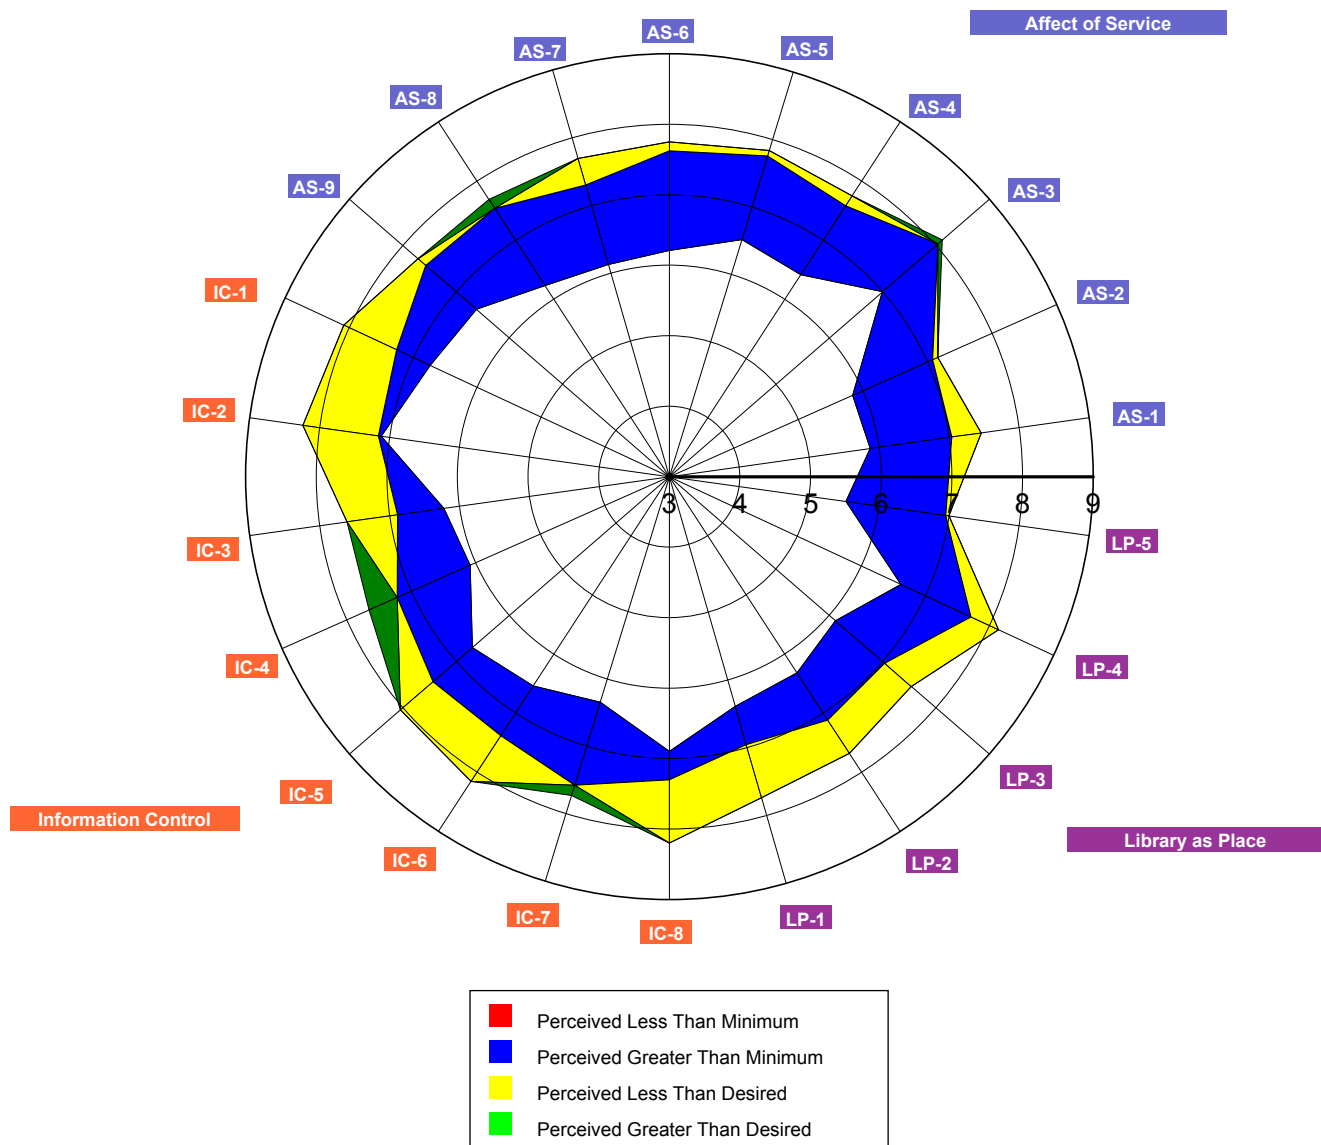 Affect of Service
AS-6
AS-7
AS-5
AS-8
AS-4
AS-9
AS-3
IC-1
AS-2
IC-2
AS-1
3 4 5 6 7 8 9
IC-3
LP-5
IC-4
LP-4
IC-5
LP-3
Information Control
Library as Place
IC-6
LP-2
IC-7
LP-1
IC-8
Perceived Less Than Minimum
Perceived Greater Than Minimum
Perceived Less Than Desired
Perceived Greater Than Desired